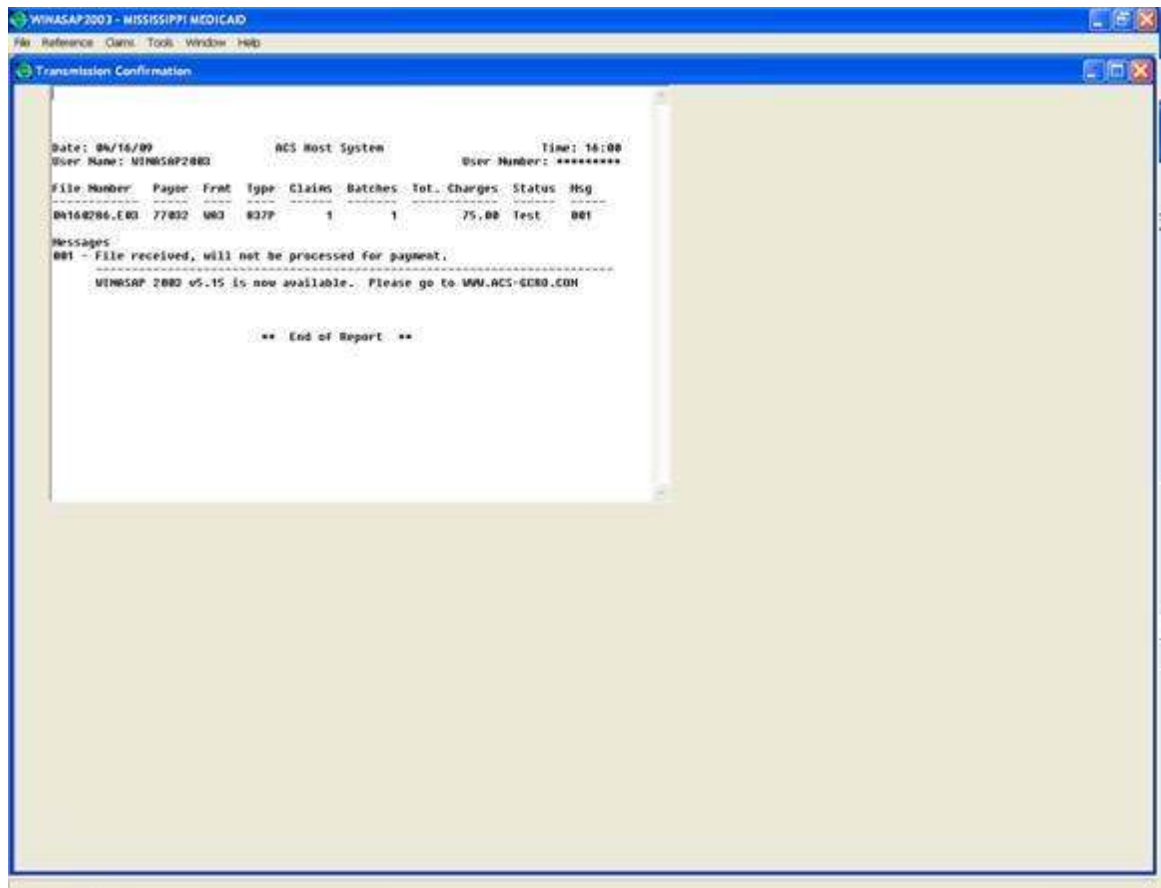 WINASAP2003 - MISSISSIPPI MEDICAID
File Reference Claims Tools Window Help
Transmission Confirmation
Date: 04/16/09 ACS Host System Time: 16:00
User Name: WINASAP2003 User Number: *********
File Number Payor Frmt Type Claims Batches Tot. Charges Status Msg
04160286.E03 77032 WA3 837P 1 1 75.00 Test 001
Messages
001 - File received, will not be processed for payment.
WINASAP 2003 v5.15 is now available. Please go to WWW.ACS-GCRO.COM
** End of Report **